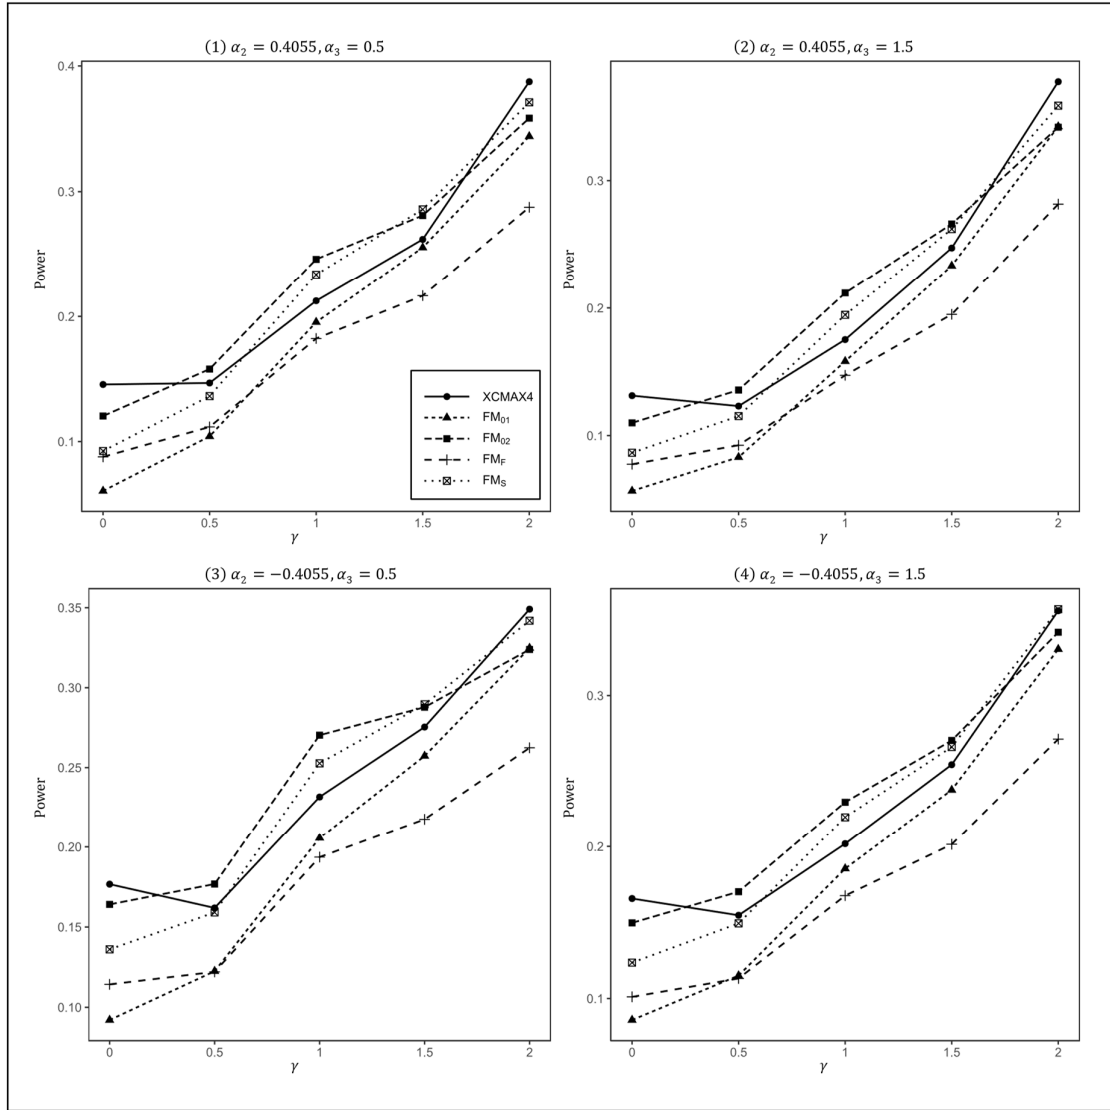 (1) α₂ = 0.4055, α₃ = 0.5
0.4
0.3
0.2
0.1
Power
0 0.5 1 1.5 2
γ
XCMAX4
FM₀₁
FM₀₂
FM_F
FM_S
(2) α₂ = 0.4055, α₃ = 1.5
0.3
0.2
0.1
Power
0 0.5 1 1.5 2
γ
(3) α₂ = −0.4055, α₃ = 0.5
0.35
0.30
0.25
0.20
0.15
0.10
Power
0 0.5 1 1.5 2
γ
(4) α₂ = −0.4055, α₃ = 1.5
0.3
0.2
0.1
Power
0 0.5 1 1.5 2
γ